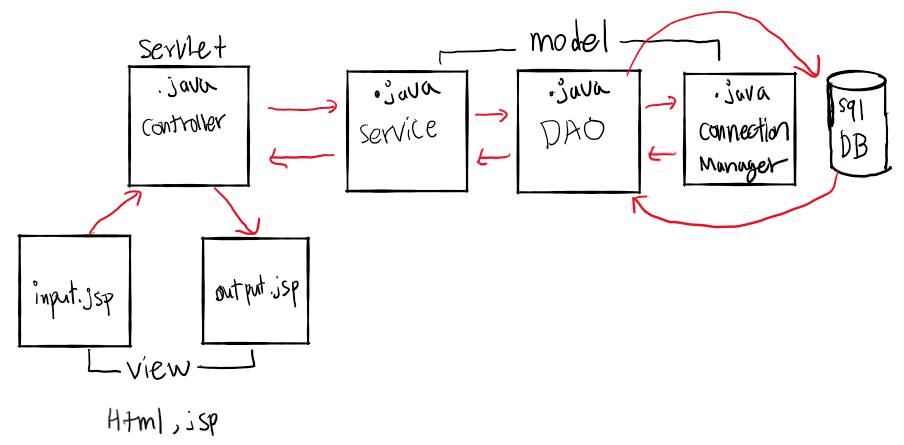 servlet
model
.java
controller
.java
service
.java
DAO
.java
connection
Manager
sql
DB
input.jsp
output.jsp
view
Html, jsp